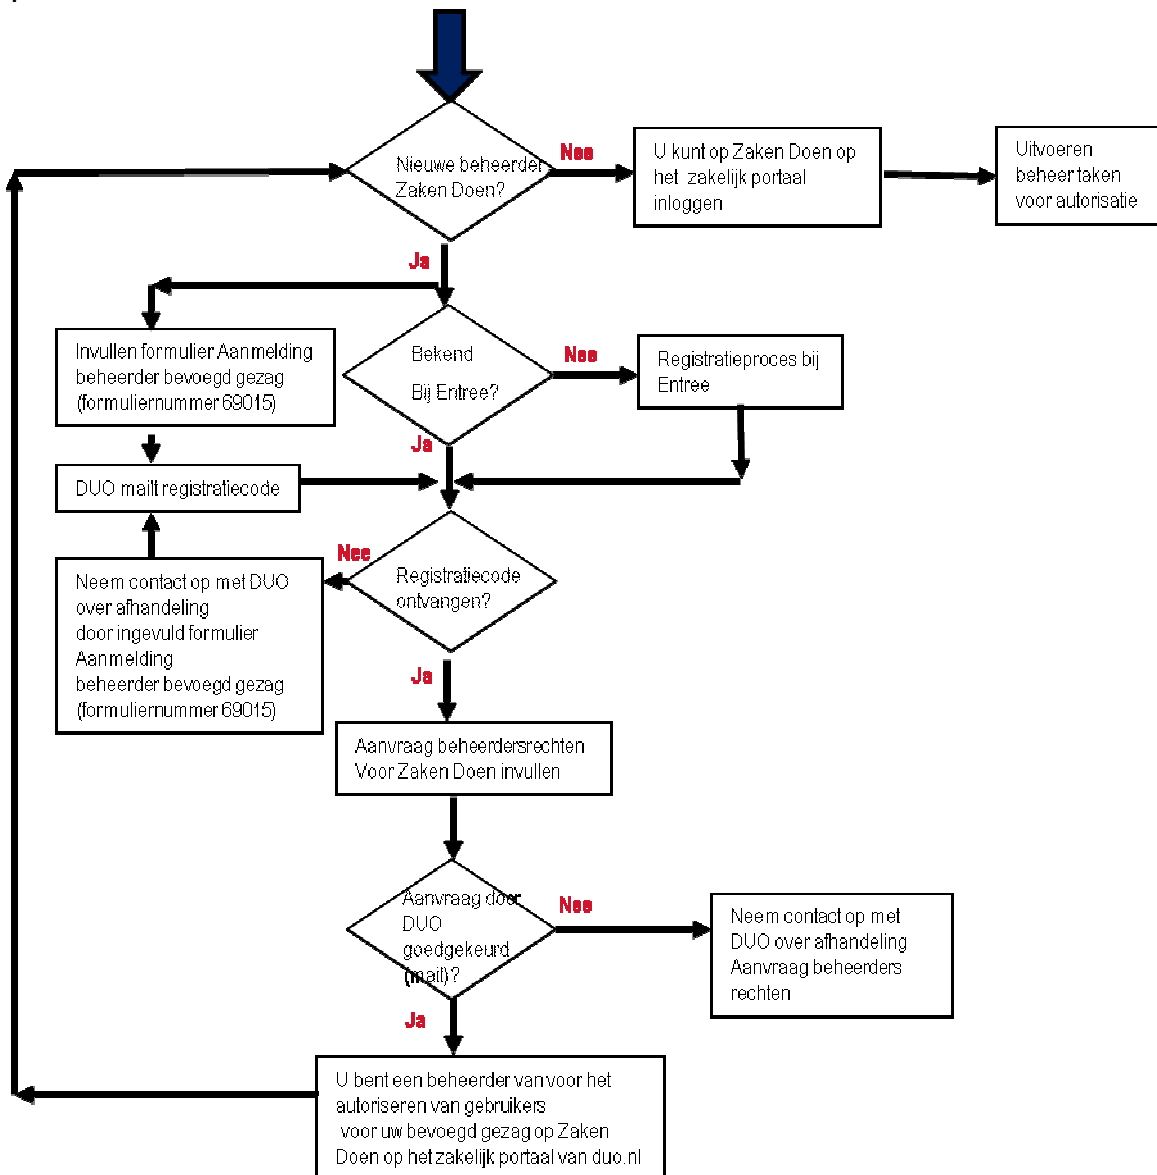 Nieuwe beheerder
Zaken Doen?
Nee
U kunt op Zaken Doen op
het zakelijk portaal
inloggen
Uitvoeren
beheer taken
voor autorisatie
Ja
Invullen formulier Aanmelding
beheerder bevoegd gezag
(formuliernummer 69015)
Bekend
Bij Entree?
Nee
Registratieproces bij
Entree
Ja
DUO mailt registratiecode
Nee
Registratiecode
ontvangen?
Neem contact op met DUO
over afhandeling
door ingevuld formulier
Aanmelding
beheerder bevoegd gezag
(formuliernummer 69015)
Ja
Aanvraag beheerdersrechten
Voor Zaken Doen invullen
Aanvraag door
DUO
goedgekeurd
(mail)?
Nee
Neem contact op met
DUO over afhandeling
Aanvraag beheerders
rechten
Ja
U bent een beheerder van voor het
autoriseren van gebruikers
voor uw bevoegd gezag op Zaken
Doen op het zakelijk portaal van duo.nl